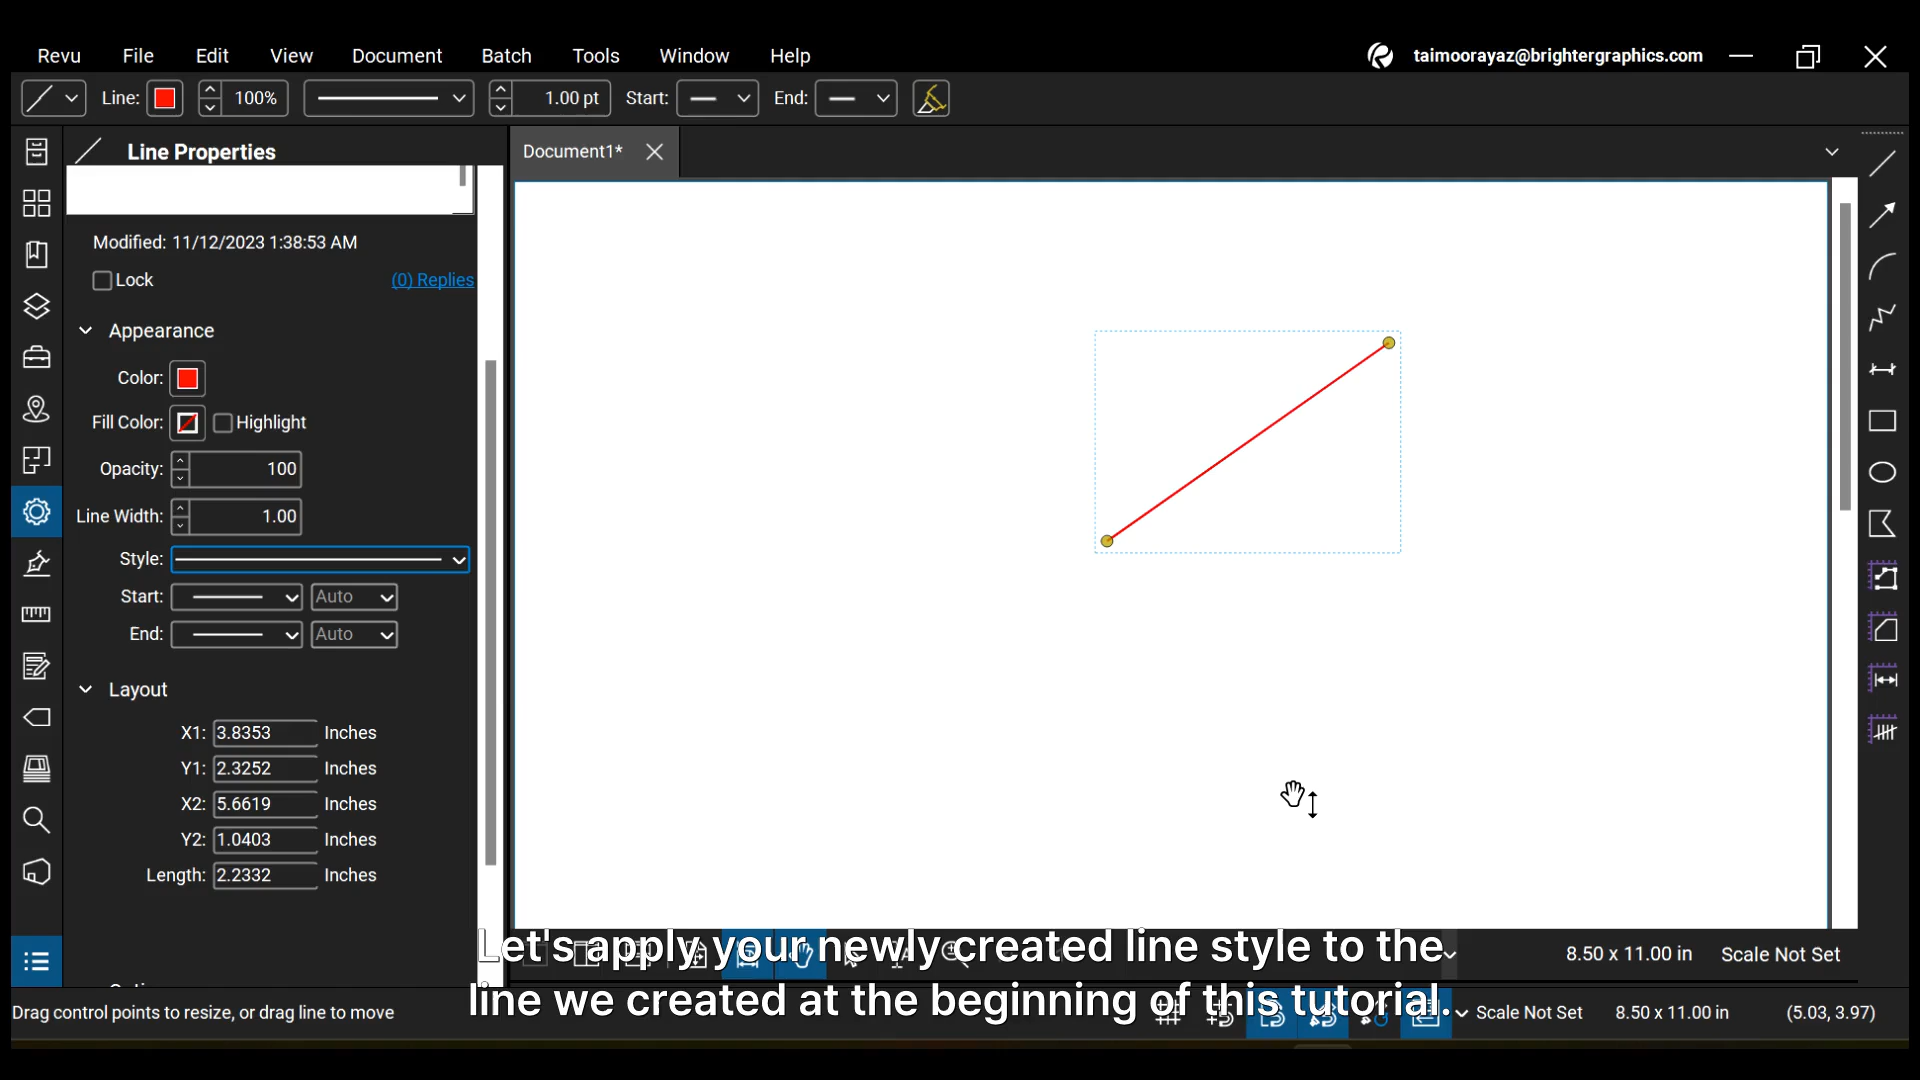 Revu File Edit View Document Batch Tools Window Help taimoorayaz@brightergraphics.com
Line: 100% 1.00 pt Start: End:
Line Properties
Document1*
Modified: 11/12/2023 1:38:53 AM
Lock (0) Replies
Appearance
Color:
Fill Color: Highlight
Opacity: 100
Line Width: 1.00
Style:
Start: Auto
End: Auto
Layout
X1: 3.8353 Inches
Y1: 2.3252 Inches
X2: 5.6619 Inches
Y2: 1.0403 Inches
Length: 2.2332 Inches
8.50 x 11.00 in Scale Not Set
Let's apply your newly created line style to the
line we created at the beginning of this tutorial.
Drag control points to resize, or drag line to move
Scale Not Set 8.50 x 11.00 in (5.03, 3.97)